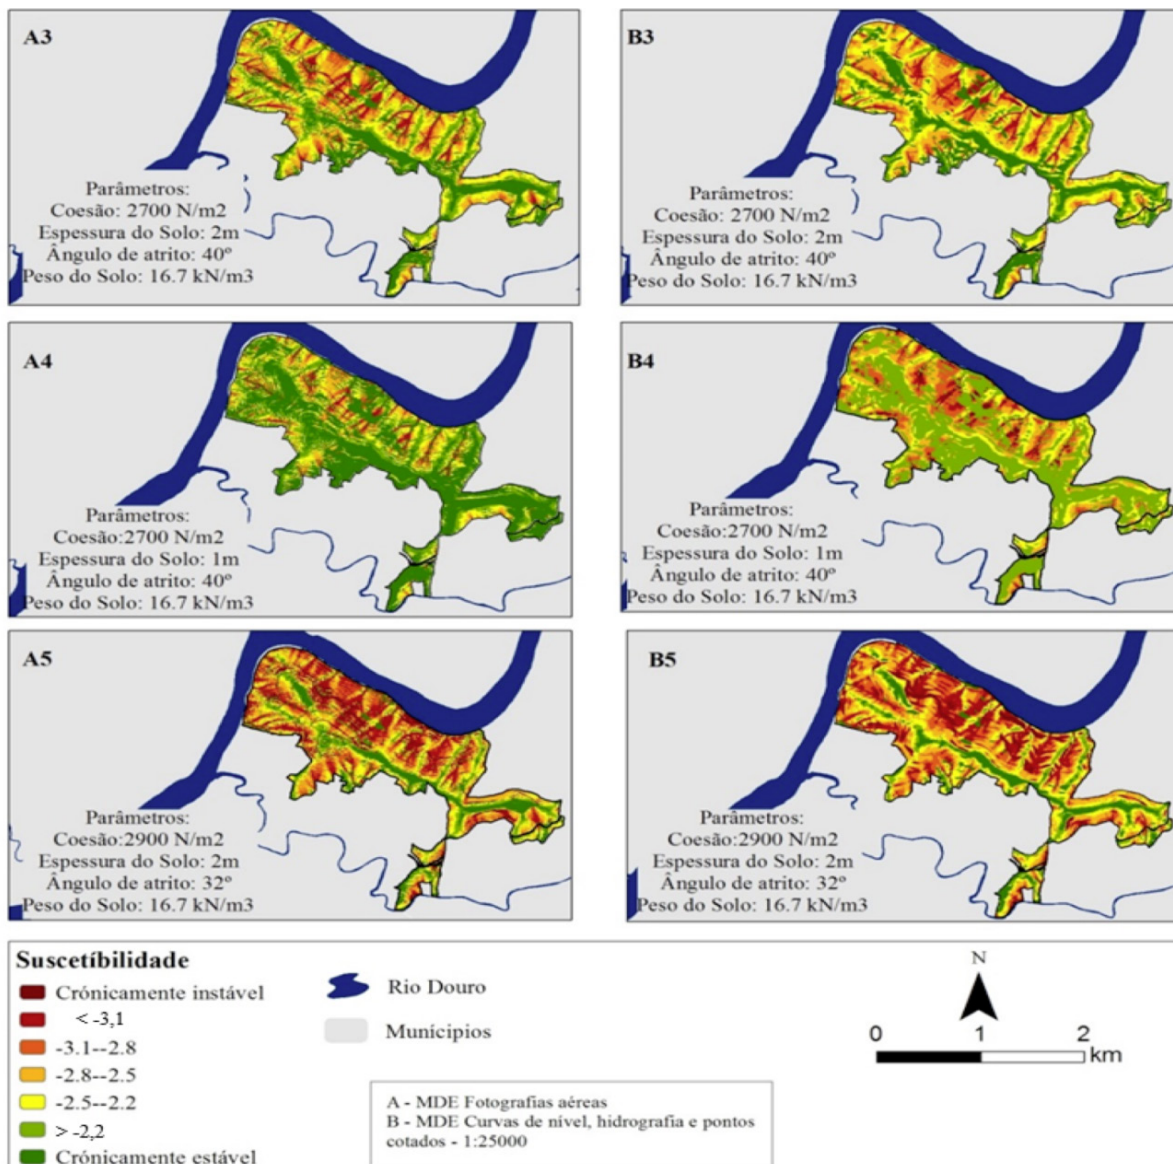 A3
Parâmetros:
Coesão: 2700 N/m2
Espessura do Solo: 2m
Ângulo de atrito: 40º
Peso do Solo: 16.7 kN/m3
B3
Parâmetros:
Coesão: 2700 N/m2
Espessura do Solo: 2m
Ângulo de atrito: 40º
Peso do Solo: 16.7 kN/m3
A4
Parâmetros:
Coesão:2700 N/m2
Espessura do Solo: 1m
Ângulo de atrito: 40º
Peso do Solo: 16.7 kN/m3
B4
Parâmetros:
Coesão:2700 N/m2
Espessura do Solo: 1m
Ângulo de atrito: 40º
Peso do Solo: 16.7 kN/m3
A5
Parâmetros:
Coesão:2900 N/m2
Espessura do Solo: 2m
Ângulo de atrito: 32º
Peso do Solo: 16.7 kN/m3
B5
Parâmetros:
Coesão:2900 N/m2
Espessura do Solo: 2m
Ângulo de atrito: 32º
Peso do Solo: 16.7 kN/m3
Suscetíbilidade
Crónicamente instável
< -3,1
-3.1--2.8
-2.8--2.5
-2.5--2.2
> -2,2
Crónicamente estável
Rio Douro
Munícipios
A - MDE Fotografias aéreas
B - MDE Curvas de nível, hidrografia e pontos
cotados - 1:25000
N
0 1 2
km